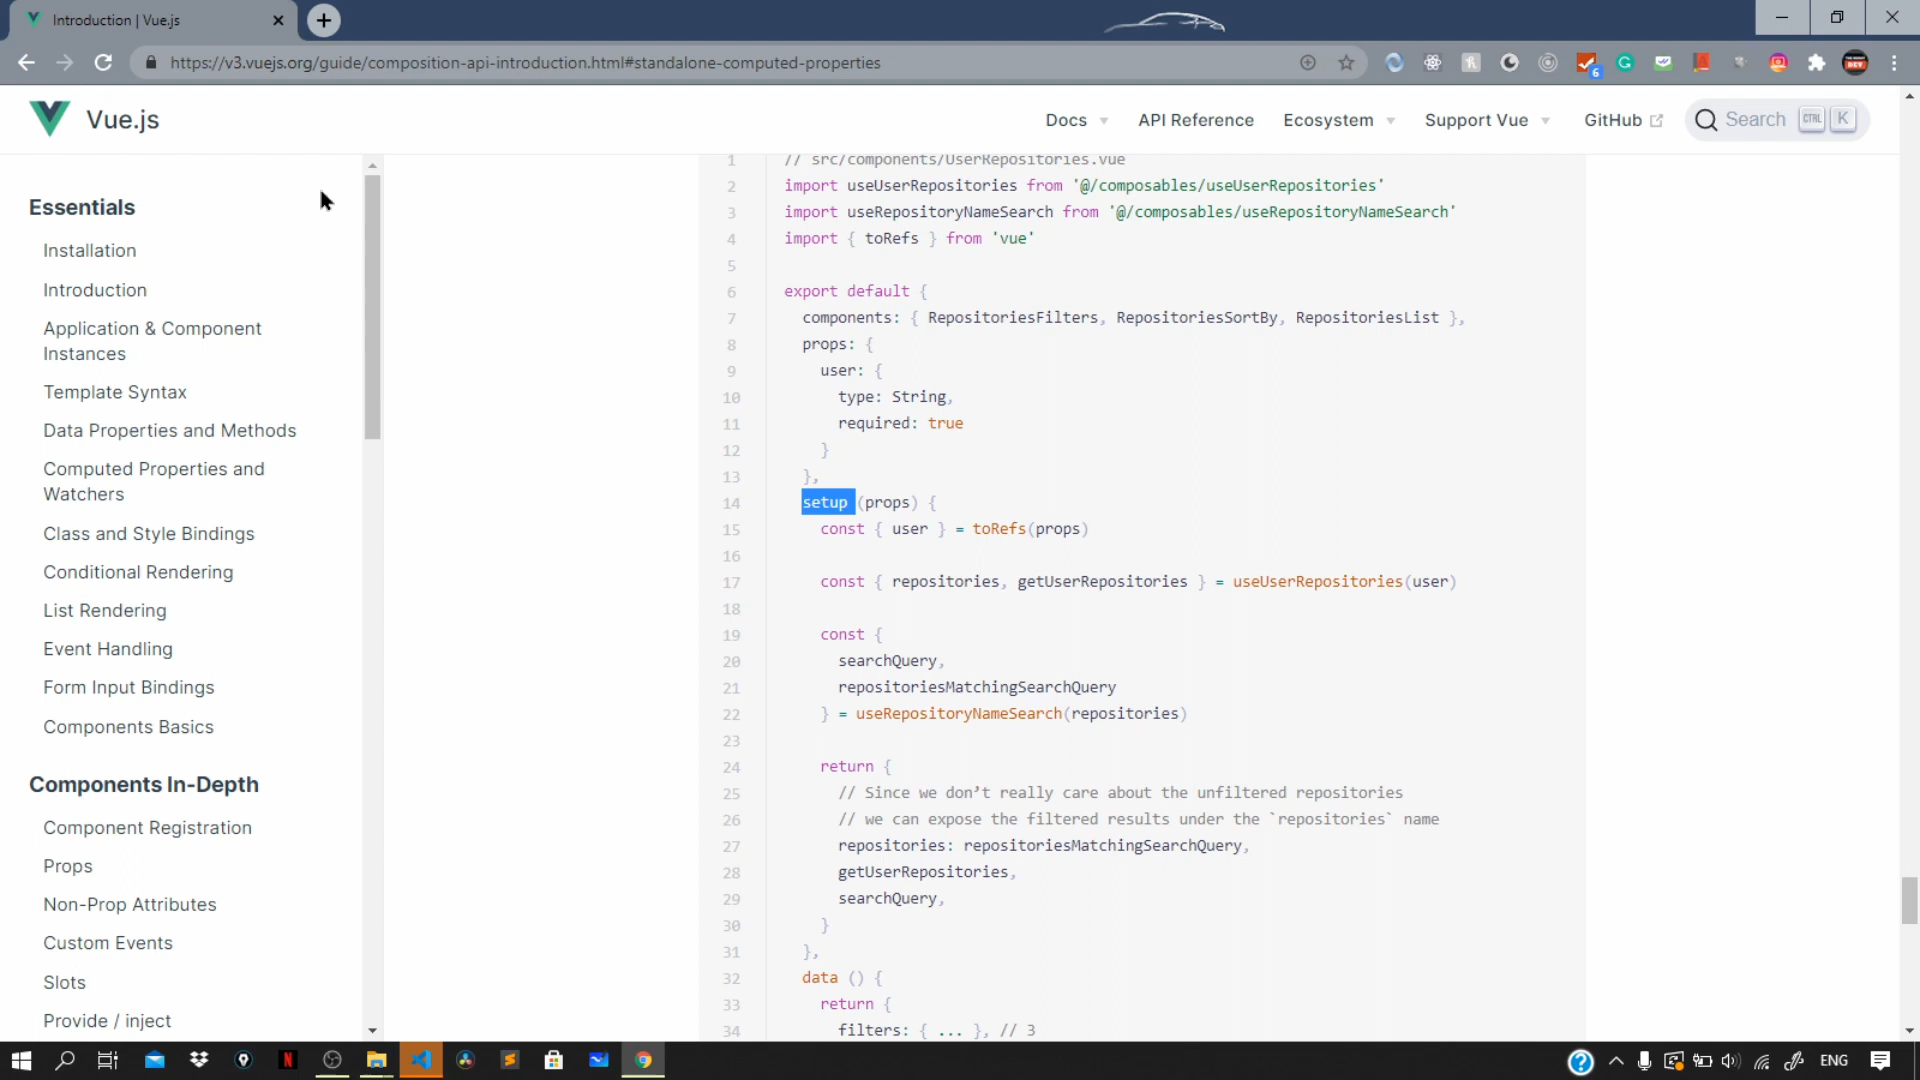 Introduction | Vue.js
https://v3.vuejs.org/guide/composition-api-introduction.html#standalone-computed-properties
6
Vue.js
Docs
API Reference
Ecosystem
Support Vue
GitHub
Search
CTRL
K
Essentials
Installation
Introduction
Application & Component
Instances
Template Syntax
Data Properties and Methods
Computed Properties and
Watchers
Class and Style Bindings
Conditional Rendering
List Rendering
Event Handling
Form Input Bindings
Components Basics
Components In-Depth
Component Registration
Props
Non-Prop Attributes
Custom Events
Slots
Provide / inject
1 // src/components/UserRepositories.vue
2 import useUserRepositories from '@/composables/useUserRepositories'
3 import useRepositoryNameSearch from '@/composables/useRepositoryNameSearch'
4 import { toRefs } from 'vue'
5
6 export default {
7 components: { RepositoriesFilters, RepositoriesSortBy, RepositoriesList },
8 props: {
9 user: {
10 type: String,
11 required: true
12 }
13 },
14 setup (props) {
15 const { user } = toRefs(props)
16
17 const { repositories, getUserRepositories } = useUserRepositories(user)
18
19 const {
20 searchQuery,
21 repositoriesMatchingSearchQuery
22 } = useRepositoryNameSearch(repositories)
23
24 return {
25 // Since we don’t really care about the unfiltered repositories
26 // we can expose the filtered results under the `repositories` name
27 repositories: repositoriesMatchingSearchQuery,
28 getUserRepositories,
29 searchQuery,
30 }
31 },
32 data () {
33 return {
34 filters: { ... }, // 3
ENG